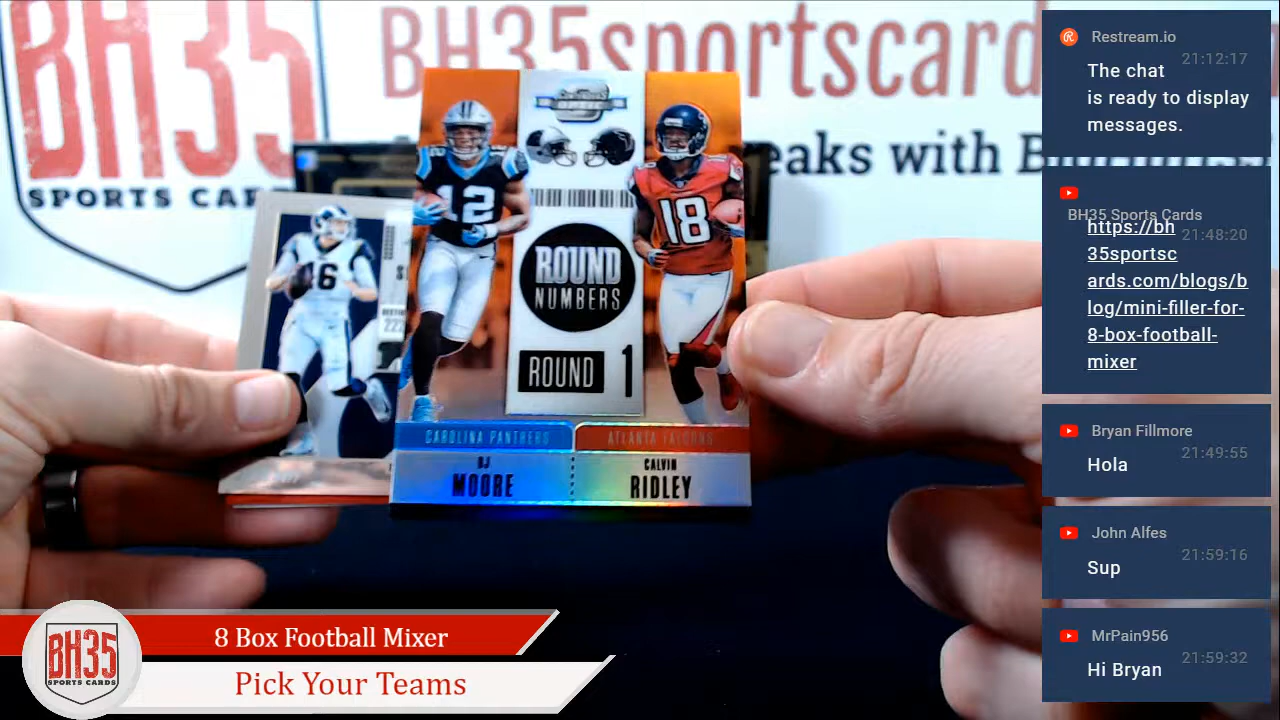 BH35
SPORTS CAR
BH35sportscard
eaks with B
CONTENDERS
OPTIC
12
18
16
ROUND
NUMBERS
ROUND 1
CAROLINA PANTHERS
ATLANTA FALCONS
DJ
MOORE
CALVIN
RIDLEY
BH35
SPORTS CARDS
8 Box Football Mixer
Pick Your Teams
Restream.io
21:12:17
The chat
is ready to display
messages.
BH35 Sports Cards
21:48:20
https://bh
35sportsc
ards.com/blogs/b
log/mini-filler-for-
8-box-football-
mixer
Bryan Fillmore
21:49:55
Hola
John Alfes
21:59:16
Sup
MrPain956
21:59:32
Hi Bryan